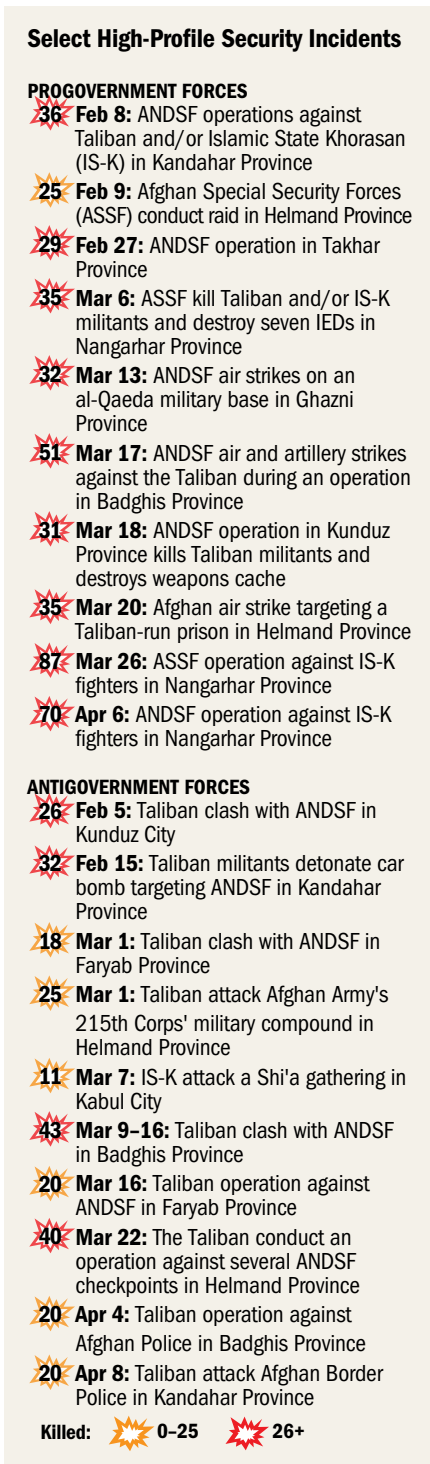 Select High-Profile Security Incidents
PROGOVERNMENT FORCES
36 Feb 8: ANDSF operations against
Taliban and/or Islamic State Khorasan
(IS-K) in Kandahar Province
25 Feb 9: Afghan Special Security Forces
(ASSF) conduct raid in Helmand Province
29 Feb 27: ANDSF operation in Takhar
Province
35 Mar 6: ASSF kill Taliban and/or IS-K
militants and destroy seven IEDs in
Nangarhar Province
32 Mar 13: ANDSF air strikes on an
al-Qaeda military base in Ghazni
Province
51 Mar 17: ANDSF air and artillery strikes
against the Taliban during an operation
in Badghis Province
31 Mar 18: ANDSF operation in Kunduz
Province kills Taliban militants and
destroys weapons cache
35 Mar 20: Afghan air strike targeting a
Taliban-run prison in Helmand Province
87 Mar 26: ASSF operation against IS-K
fighters in Nangarhar Province
70 Apr 6: ANDSF operation against IS-K
fighters in Nangarhar Province
ANTIGOVERNMENT FORCES
26 Feb 5: Taliban clash with ANDSF in
Kunduz City
32 Feb 15: Taliban militants detonate car
bomb targeting ANDSF in Kandahar
Province
18 Mar 1: Taliban clash with ANDSF in
Faryab Province
25 Mar 1: Taliban attack Afghan Army's
215th Corps' military compound in
Helmand Province
11 Mar 7: IS-K attack a Shi'a gathering in
Kabul City
43 Mar 9–16: Taliban clash with ANDSF
in Badghis Province
20 Mar 16: Taliban operation against
ANDSF in Faryab Province
40 Mar 22: The Taliban conduct an
operation against several ANDSF
checkpoints in Helmand Province
20 Apr 4: Taliban operation against
Afghan Police in Badghis Province
20 Apr 8: Taliban attack Afghan Border
Police in Kandahar Province
Killed: 0–25 26+